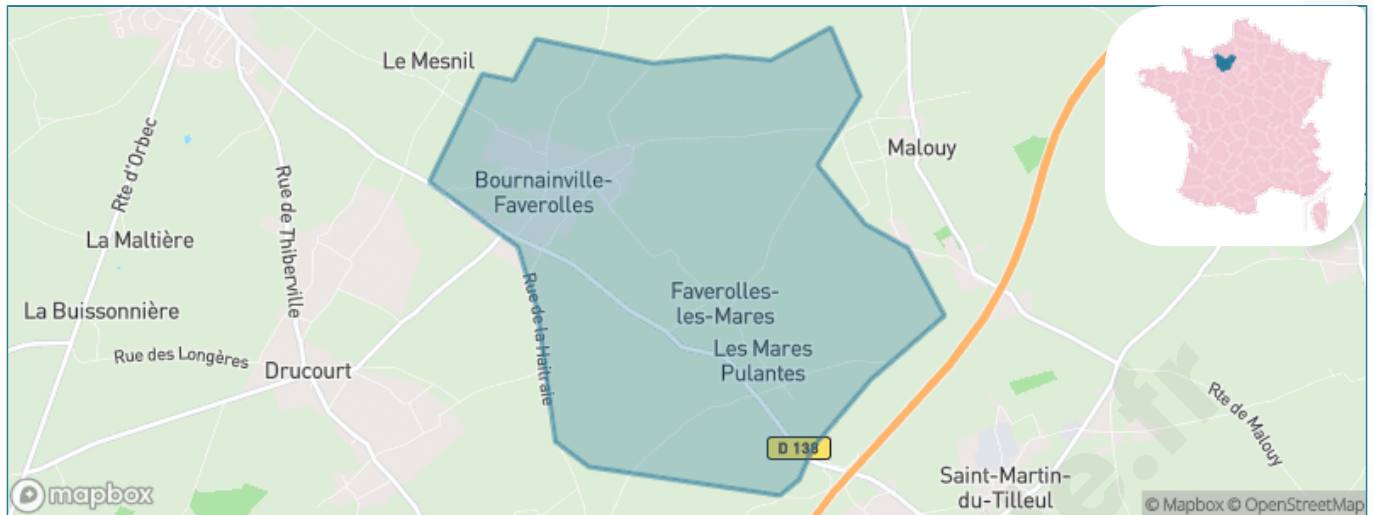 Le Mesnil
Rte d'Orbec
Rue de Thiberville
Malouy
Bournainville-
Faverolles
La Maltière
La Buissonnière
Rue des Longères
Drucourt
Rue de la Haitraie
Faverolles-
les-Mares
Les Mares
Pulantes
D 138
Rte de Malouy
Saint-Martin-
du-Tilleul
e.fr
mapbox
© Mapbox © OpenStreetMap